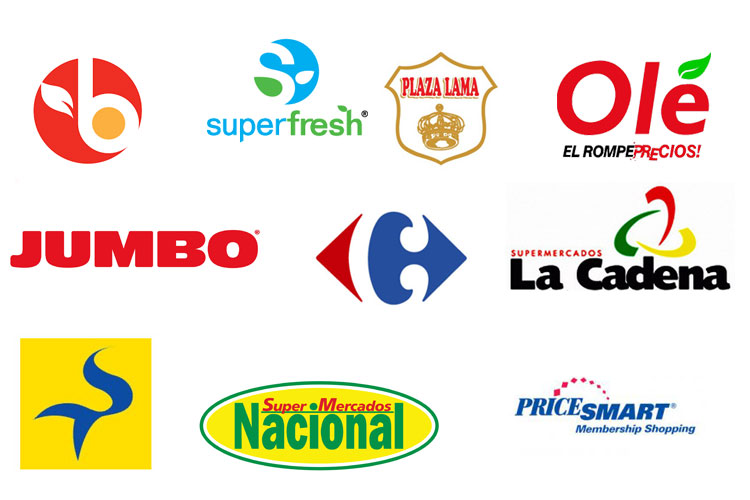 b
superfresh®
PLAZA LAMA
Olé
EL ROMPEPRECIOS!
JUMBO®
SUPERMERCADOS
La Cadena
Super Mercados
Nacional
PRICESMART®
Membership Shopping